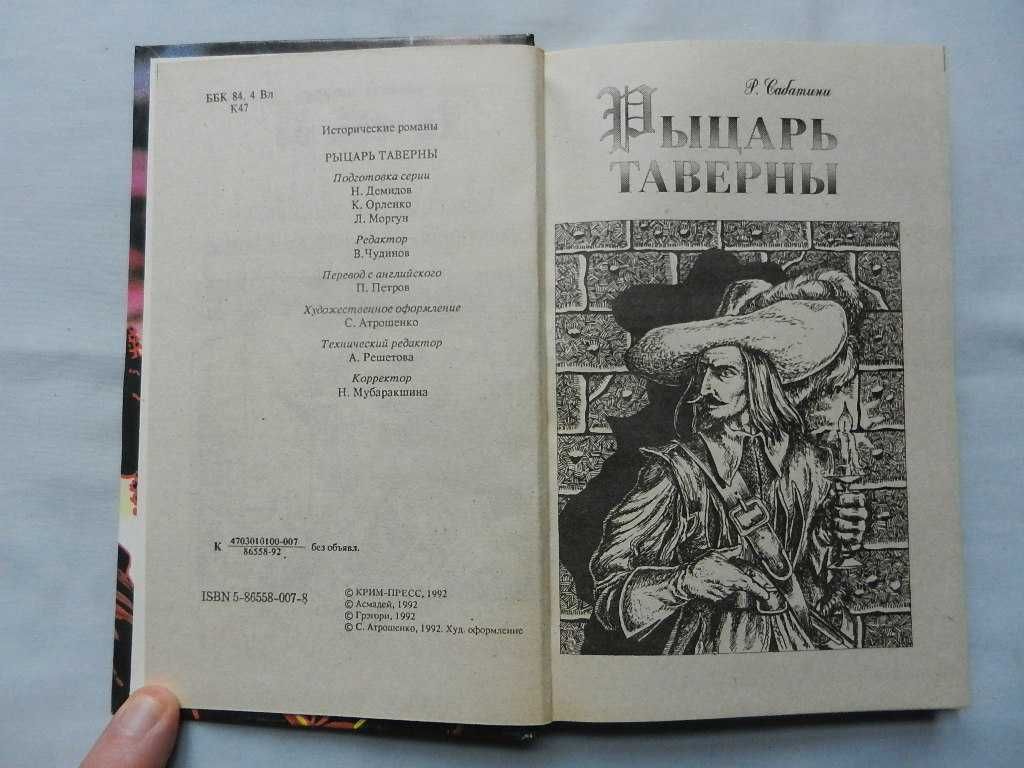 ББК 84. 4 Вл
К47
Исторические романы
РЫЦАРЬ ТАВЕРНЫ
Подготовка серии
Н. Демидов
К. Орленко
Л. Моргун
Редактор
В.Чудинов
Перевод с английского
П. Петров
Художественное оформление
С. Атрошенко
Технический редактор
А. Решетова
Корректор
Н. Мубаракшина
К 4703010100-007 без объявл.
86558-92
ISBN 5-86558-007-8
© КРИМ-ПРЕСС, 1992
© Асмадей, 1992
© Грэгори, 1992
© С. Атрошенко, 1992. Худ. оформление
Р. Сабатини
РЫЦАРЬ
ТАВЕРНЫ